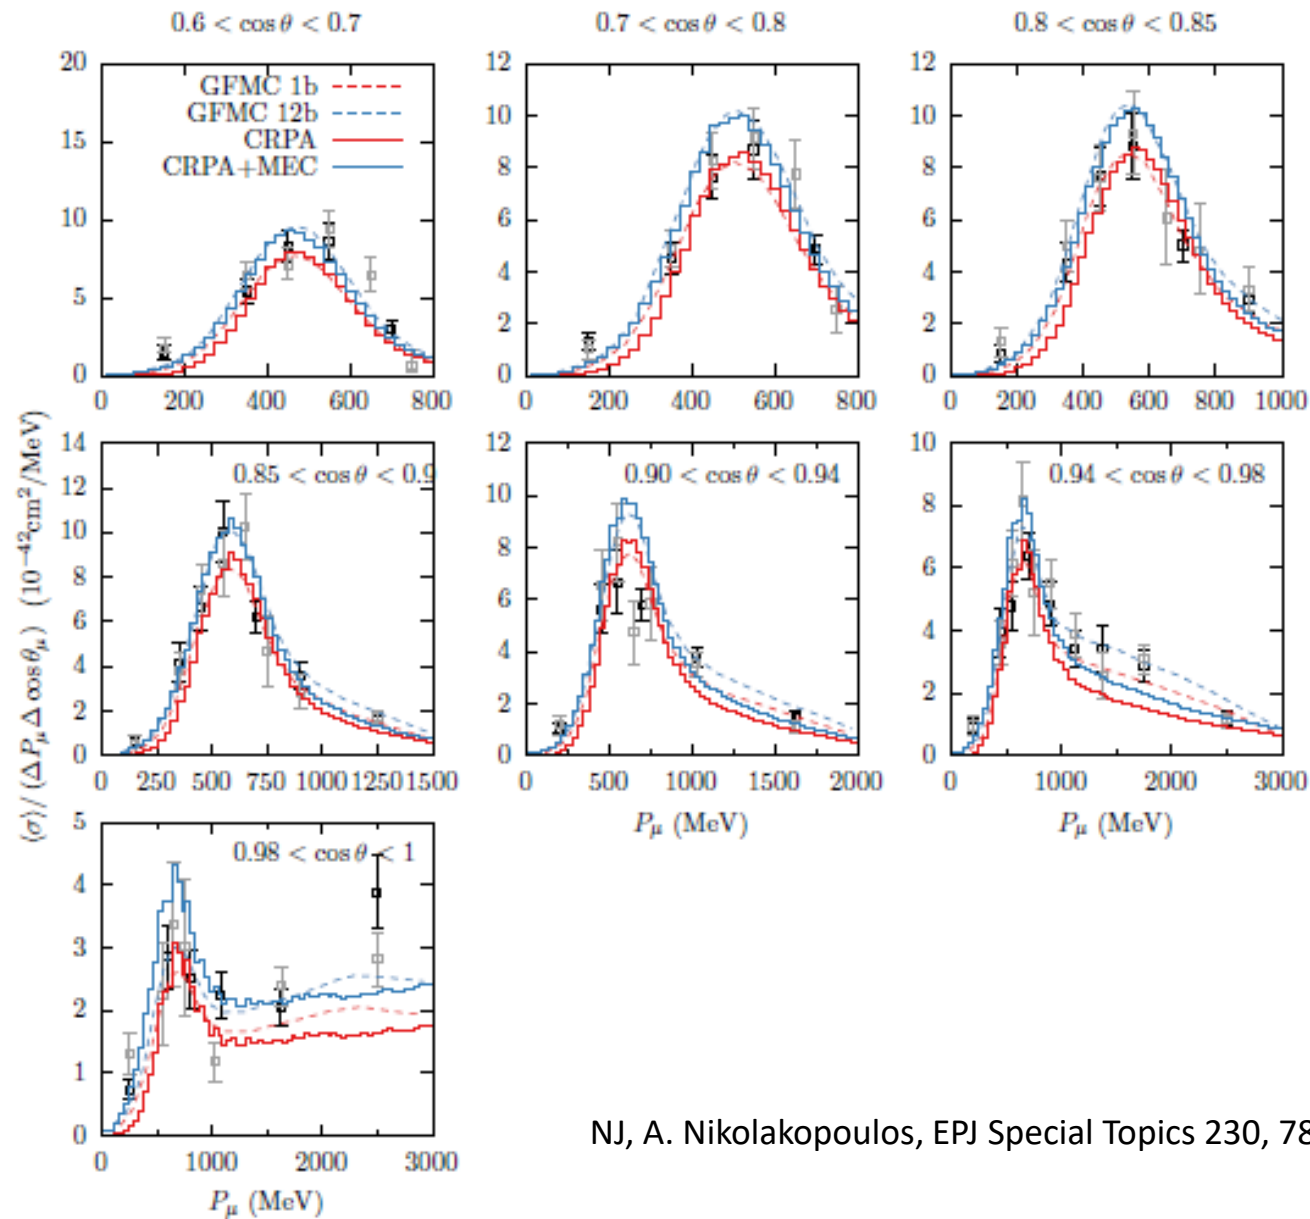 0.6 < cos θ < 0.7
0.7 < cos θ < 0.8
0.8 < cos θ < 0.85
20
15
10
5
0
GFMC 1b
GFMC 12b
CRPA
CRPA+MEC
0 200 400 600 800
12
10
8
6
4
2
0
0 200 400 600 800
12
10
8
6
4
2
0
0 200 400 600 800 1000
⟨σ⟩/ (ΔPμΔ cos θμ) (10⁻⁴²cm²/MeV)
14
12
10
8
6
4
2
0
0.85 < cos θ < 0.9
0 250 500 750 1000 1250 1500
12
10
8
6
4
2
0
0.90 < cos θ < 0.94
0 500 1000 1500 2000
Pμ (MeV)
10
8
6
4
2
0
0.94 < cos θ < 0.98
0 1000 2000 3000
Pμ (MeV)
5
4
3
2
1
0
0.98 < cos θ < 1
0 1000 2000 3000
Pμ (MeV)
NJ, A. Nikolakopoulos, EPJ Special Topics 230, 78